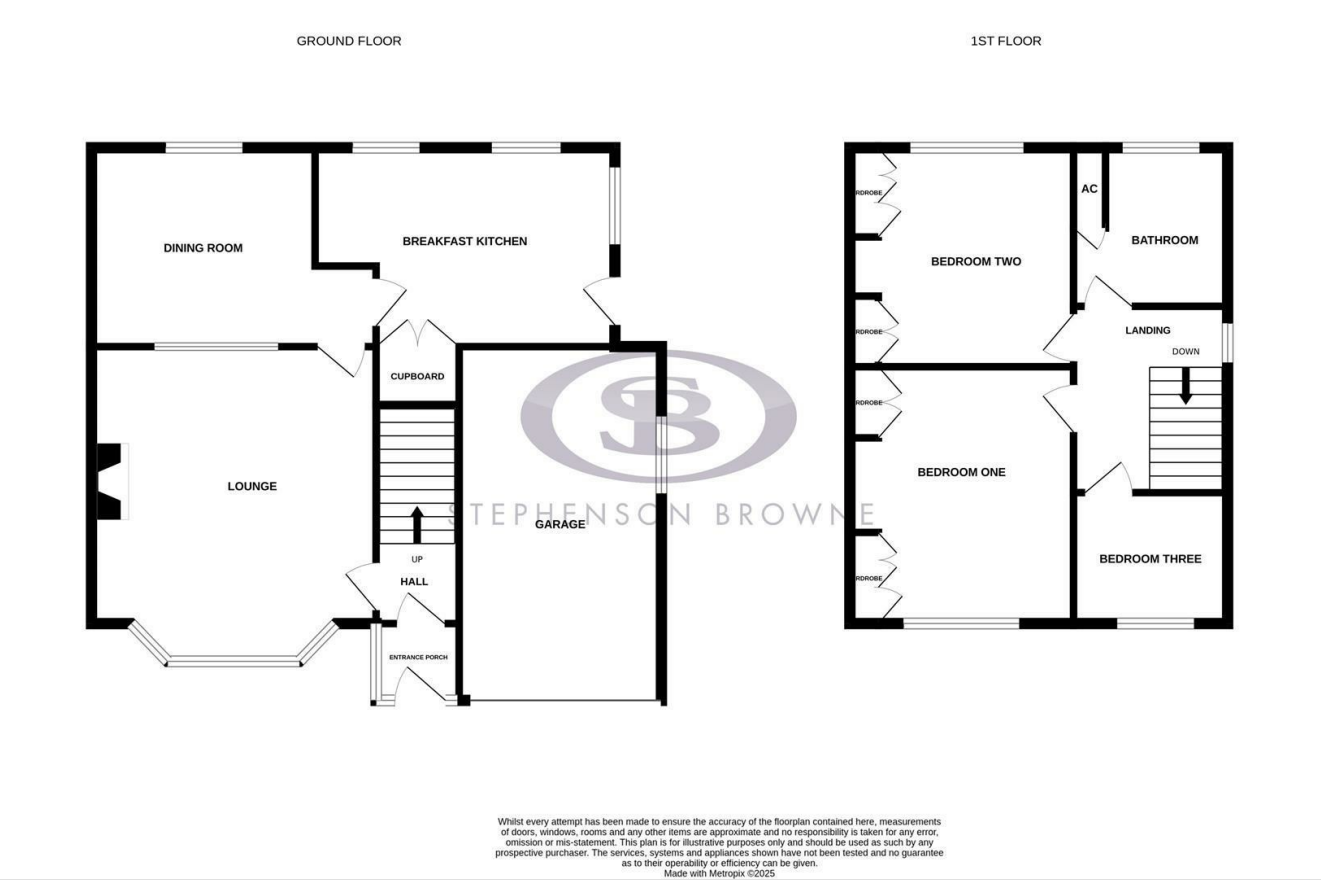 GROUND FLOOR
1ST FLOOR
DINING ROOM
BREAKFAST KITCHEN
CUPBOARD
LOUNGE
UP
HALL
ENTRANCE PORCH
GARAGE
SB
STEPHENSON BROWNE
RDROBE
AC
BATHROOM
BEDROOM TWO
RDROBE
LANDING
DOWN
RDROBE
BEDROOM ONE
RDROBE
BEDROOM THREE
Whilst every attempt has been made to ensure the accuracy of the floorplan contained here, measurements
of doors, windows, rooms and any other items are approximate and no responsibility is taken for any error,
omission or mis-statement. This plan is for illustrative purposes only and should be used as such by any
prospective purchaser. The services, systems and appliances shown have not been tested and no guarantee
as to their operability or efficiency can be given.
Made with Metropix ©2025